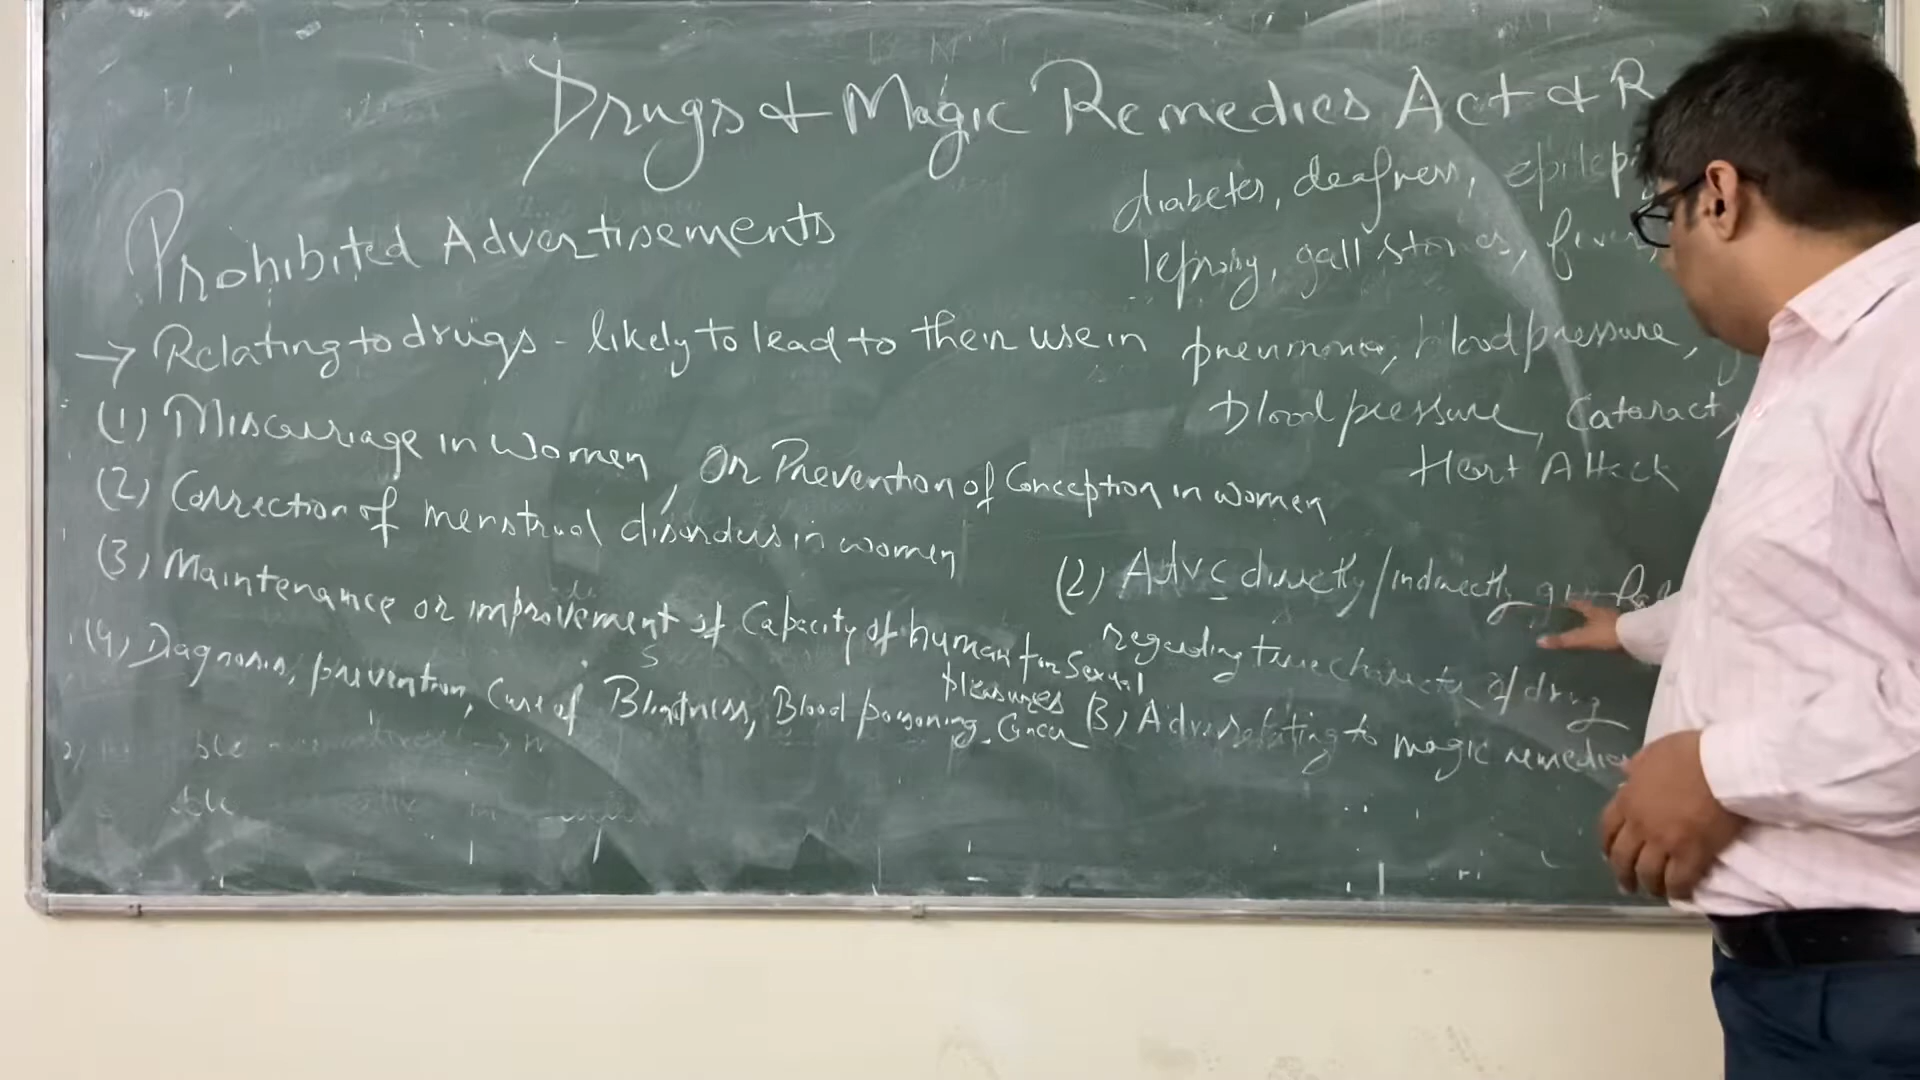 Drugs & Magic Remedies Act & R
Prohibited Advertisements
→ Relating to drugs - likely to lead to their use in
(1) Miscarriage in women, Or Prevention of Conception in women
(2) Correction of menstrual disorders in women
(3) Maintenance or improvement of Capacity of human for Sexual
pleasures
(4) Diagnosis, prevention, Cure of Blindness, Blood poisoning, Cancer
diabetes, deafness, epilep
leprosy, gall stones, fever,
pneumonia, blood pressure,
blood pressure, Cataract,
Heart Attack
(2) Advs directly/indirectly
regarding true character of drug
(3) Adv relating to magic remedies